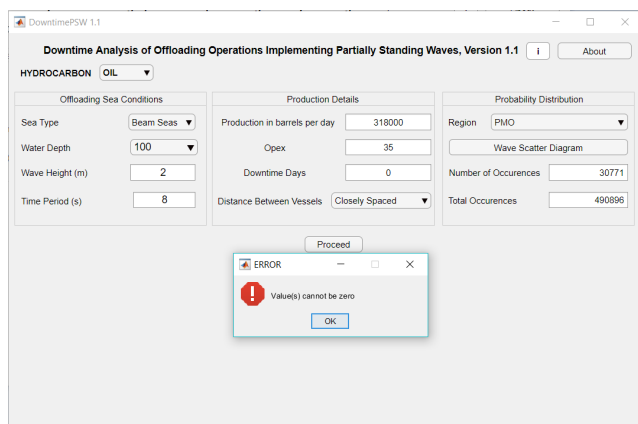 DowntimePSW 1.1
Downtime Analysis of Offloading Operations Implementing Partially Standing Waves, Version 1.1 i About
HYDROCARBON OIL
Offloading Sea Conditions Production Details Probability Distribution
Sea Type Beam Seas Production in barrels per day 318000 Region PMO
Water Depth 100 Opex 35 Wave Scatter Diagram
Wave Height (m) 2 Downtime Days 0 Number of Occurences 30771
Time Period (s) 8 Distance Between Vessels Closely Spaced Total Occurences 490896
Proceed
ERROR
Value(s) cannot be zero
OK